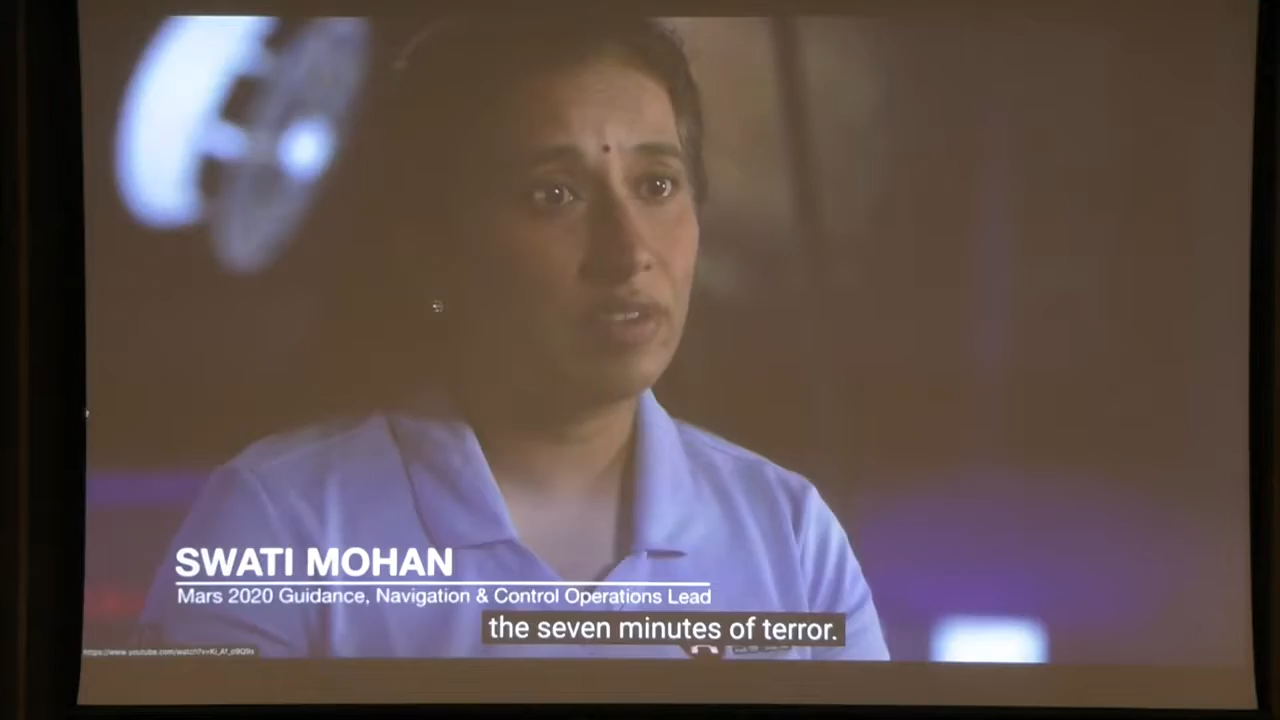 SWATI MOHAN
Mars 2020 Guidance, Navigation & Control Operations Lead
the seven minutes of terror.